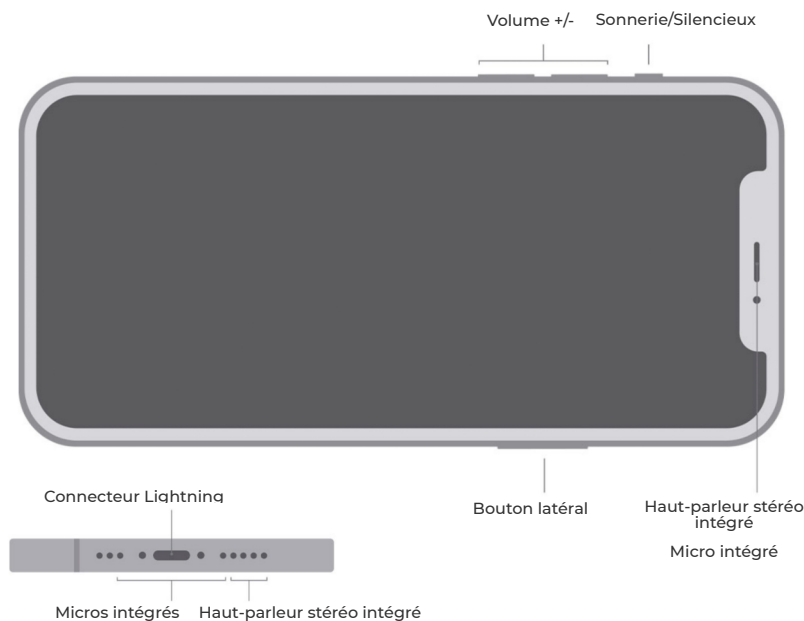 Volume +/-
Sonnerie/Silencieux
Connecteur Lightning
Bouton latéral
Haut-parleur stéréo
intégré
Micro intégré
Micros intégrés
Haut-parleur stéréo intégré